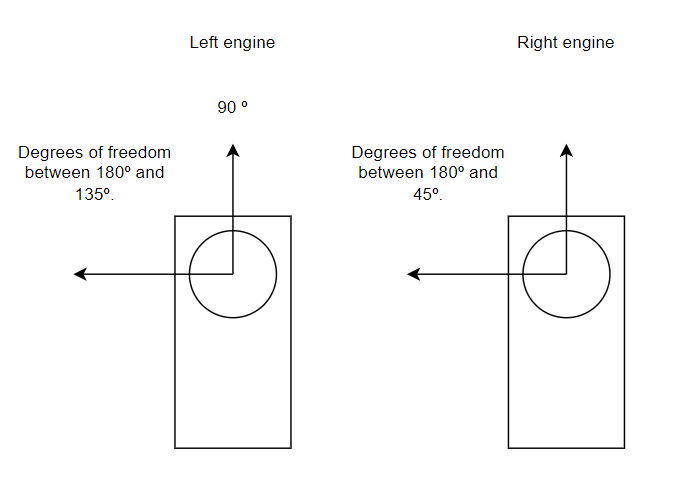 Left engine
Right engine
90 º
Degrees of freedom
between 180º and
135º.
Degrees of freedom
between 180º and
45º.